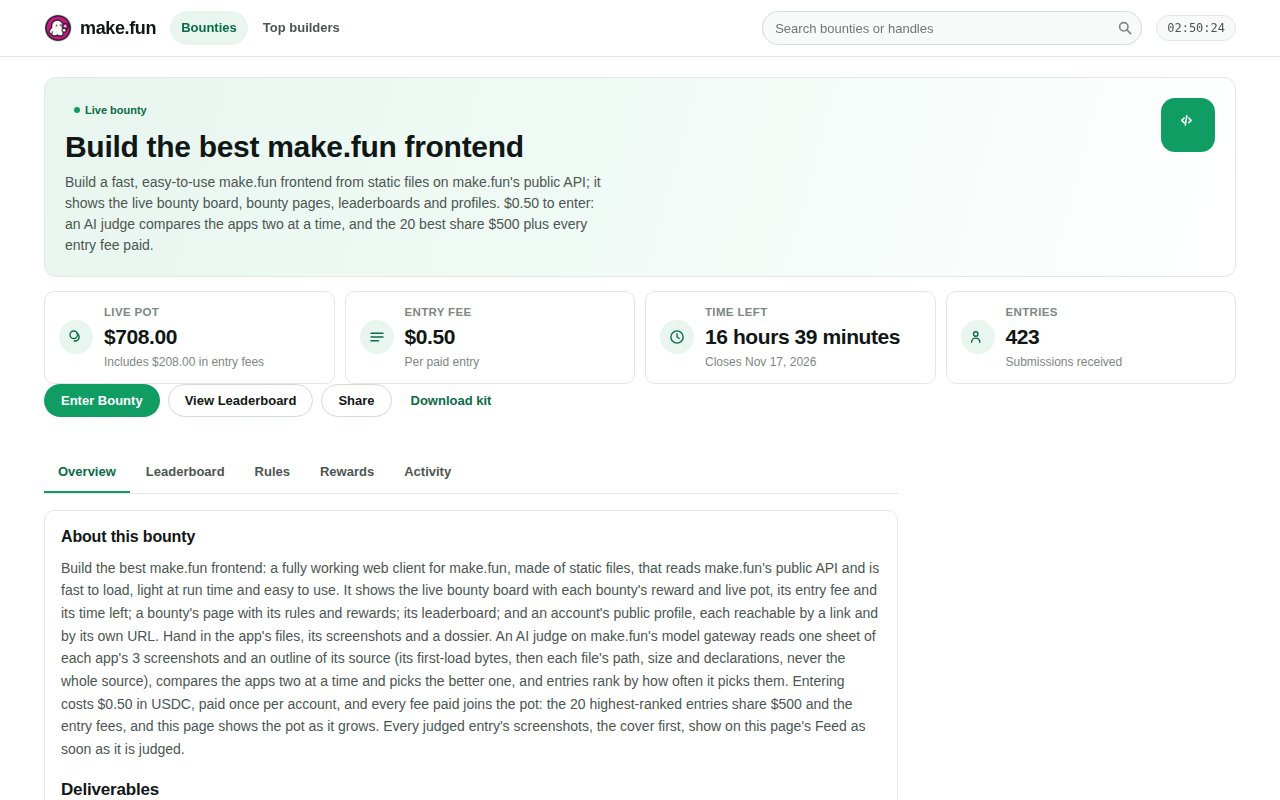 make.fun
Bounties
Top builders
Search bounties or handles
02:50:24
Live bounty
Build the best make.fun frontend
Build a fast, easy-to-use make.fun frontend from static files on make.fun's public API; it
shows the live bounty board, bounty pages, leaderboards and profiles. $0.50 to enter:
an AI judge compares the apps two at a time, and the 20 best share $500 plus every
entry fee paid.
LIVE POT
$708.00
Includes $208.00 in entry fees
ENTRY FEE
$0.50
Per paid entry
TIME LEFT
16 hours 39 minutes
Closes Nov 17, 2026
ENTRIES
423
Submissions received
Enter Bounty
View Leaderboard
Share
Download kit
Overview
Leaderboard
Rules
Rewards
Activity
About this bounty
Build the best make.fun frontend: a fully working web client for make.fun, made of static files, that reads make.fun's public API and is
fast to load, light at run time and easy to use. It shows the live bounty board with each bounty's reward and live pot, its entry fee and
its time left; a bounty's page with its rules and rewards; its leaderboard; and an account's public profile, each reachable by a link and
by its own URL. Hand in the app's files, its screenshots and a dossier. An AI judge on make.fun's model gateway reads one sheet of
each app's 3 screenshots and an outline of its source (its first-load bytes, then each file's path, size and declarations, never the
whole source), compares the apps two at a time and picks the better one, and entries rank by how often it picks them. Entering
costs $0.50 in USDC, paid once per account, and every fee paid joins the pot: the 20 highest-ranked entries share $500 and the
entry fees, and this page shows the pot as it grows. Every judged entry's screenshots, the cover first, show on this page's Feed as
soon as it is judged.
Deliverables